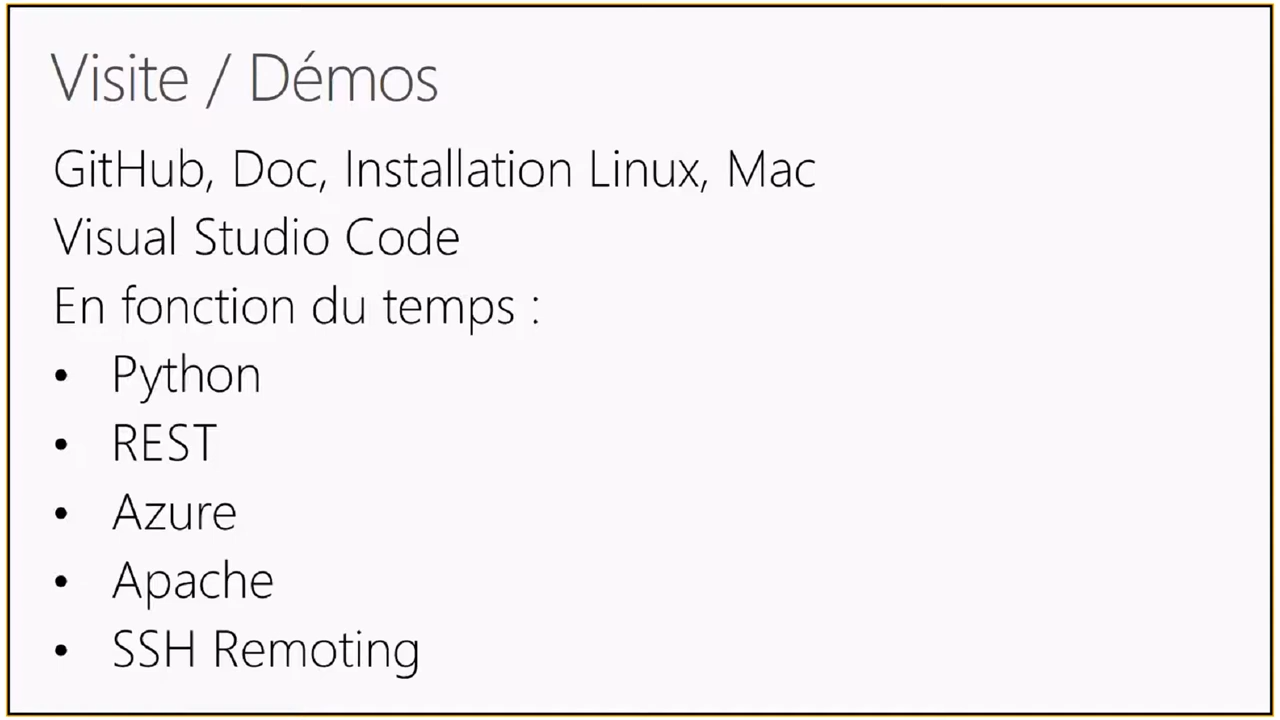 Visite / Démos
GitHub, Doc, Installation Linux, Mac
Visual Studio Code
En fonction du temps :
• Python
• REST
• Azure
• Apache
• SSH Remoting